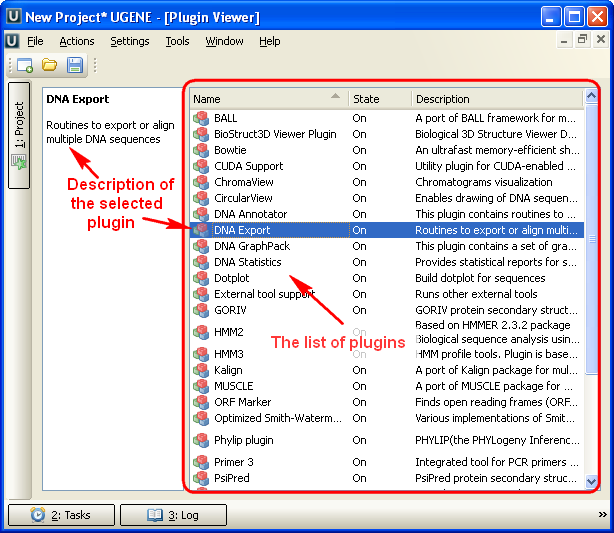 New Project* UGENE - [Plugin Viewer]
File Actions Settings Tools Window Help
1: Project
DNA Export
Routines to export or align
multiple DNA sequences
Description of
the selected
plugin
Name State Description
BALL On A port of BALL framework for m...
BioStruct3D Viewer Plugin On Biological 3D Structure Viewer D...
Bowtie On An ultrafast memory-efficient sh...
CUDA Support On Utility plugin for CUDA-enabled ...
ChromaView On Chromatograms visualization
CircularView On Enables drawing of DNA sequen...
DNA Annotator On This plugin contains routines to ...
DNA Export On Routines to export or align multi...
DNA GraphPack On This plugin contains a set of gra...
DNA Statistics On Provides statistical reports for s...
Dotplot On Build dotplot for sequences
External tool support On Runs other external tools
GORIV On GORIV protein secondary struct...
HMM2 On Based on HMMER 2.3.2 package
Biological sequence analysis usin...
The list of plugins
HMM3 On HMM profile tools. Plugin is base...
Kalign On A port of Kalign package for mul...
MUSCLE On A port of MUSCLE package for ...
ORF Marker On Finds open reading frames (ORF...
Optimized Smith-Waterm... On Various implementations of Smit...
Phylip plugin On PHYLIP(the PHYLogeny Inferenc...
Primer 3 On Integrated tool for PCR primers ...
PsiPred On PsiPred protein secondary struct...
2: Tasks 3: Log »